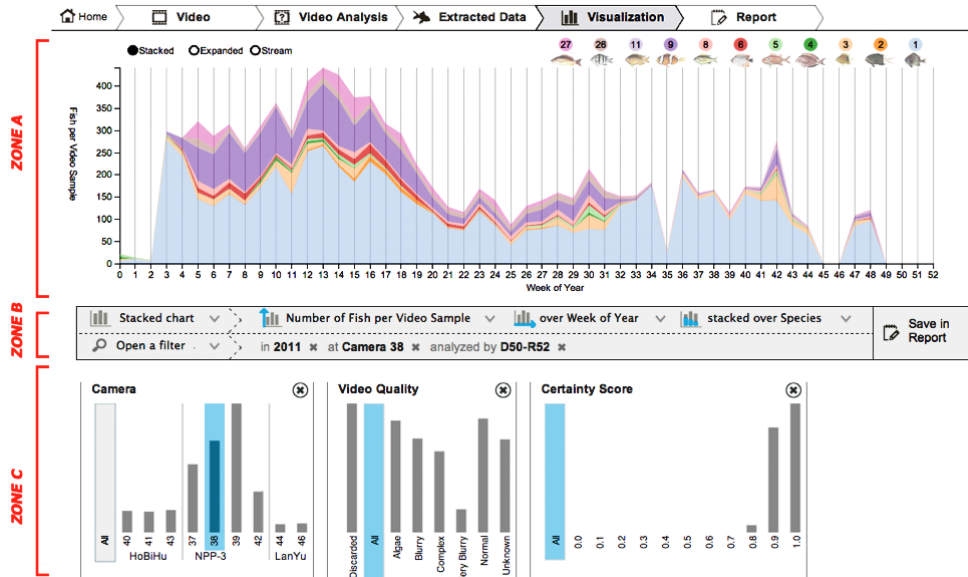 Home Video Video Analysis Extracted Data Visualization Report
Stacked Expanded Stream
27 26 11 9 8 6 5 4 3 2 1
ZONE A
Fish per Video Sample
400
350
300
250
200
150
100
50
0
0 1 2 3 4 5 6 7 8 9 10 11 12 13 14 15 16 17 18 19 20 21 22 23 24 25 26 27 28 29 30 31 32 33 34 35 36 37 38 39 40 41 42 43 44 45 46 47 48 49 50 51 52
Week of Year
ZONE B
Stacked chart Number of Fish per Video Sample over Week of Year stacked over Species
Open a filter . in 2011 ✖ at Camera 38 ✖ analyzed by D50-R52 ✖
Save in
Report
ZONE C
Camera
All 40 41 43 37 38 39 42 44 46
HoBiHu NPP-3 LanYu
Video Quality
Discarded All Algae Blurry Complex ery Blurry Normal Unknown
Certainty Score
All 0.0 0.1 0.2 0.3 0.4 0.5 0.6 0.7 0.8 0.9 1.0